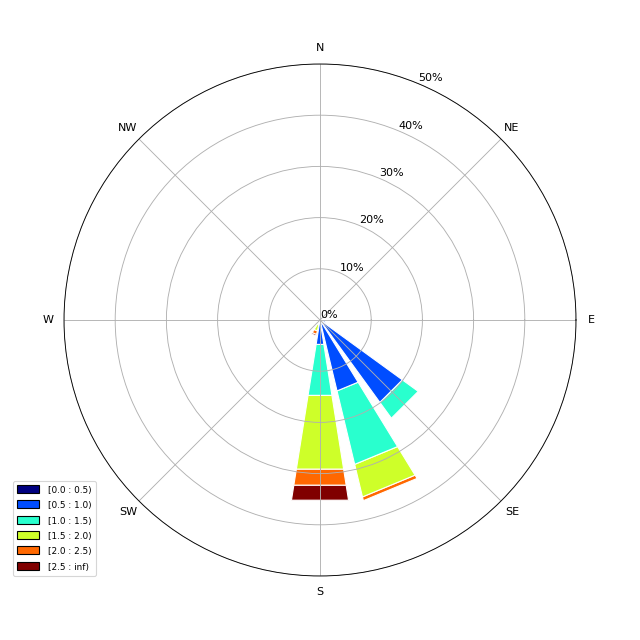 N
50%
NW
NE
40%
30%
20%
10%
0%
W
E
[0.0 : 0.5)
[0.5 : 1.0)
[1.0 : 1.5)
[1.5 : 2.0)
[2.0 : 2.5)
[2.5 : inf)
SW
SE
S